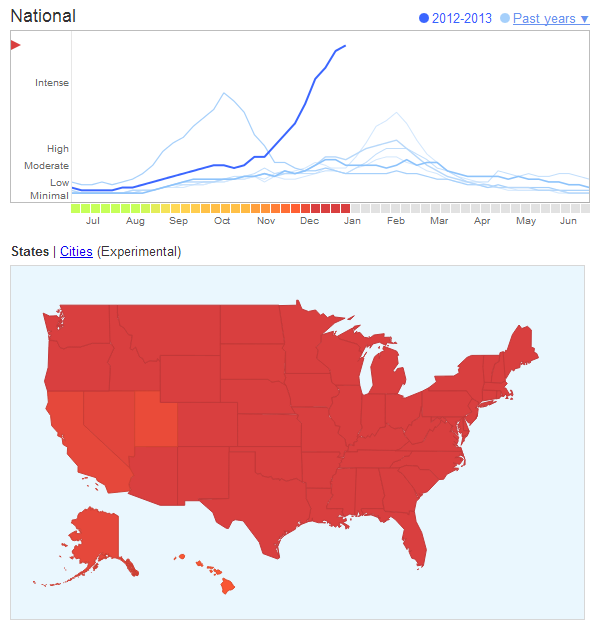 National
2012-2013 Past years ▼
Intense
High
Moderate
Low
Minimal
Jul Aug Sep Oct Nov Dec Jan Feb Mar Apr May Jun
States | Cities (Experimental)